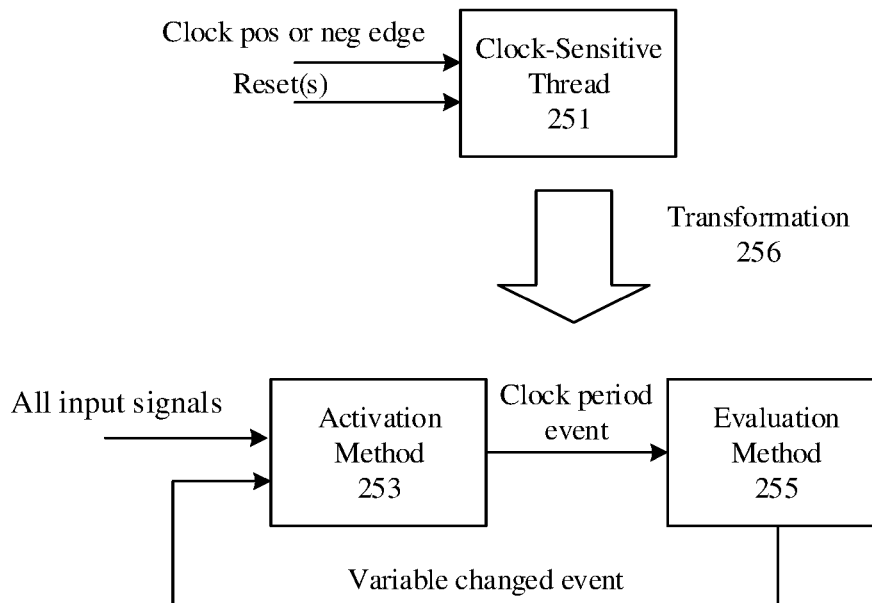 Clock pos or neg edge
Reset(s)
Clock-Sensitive
Thread
251
Transformation
256
All input signals
Activation
Method
253
Clock period
event
Evaluation
Method
255
Variable changed event